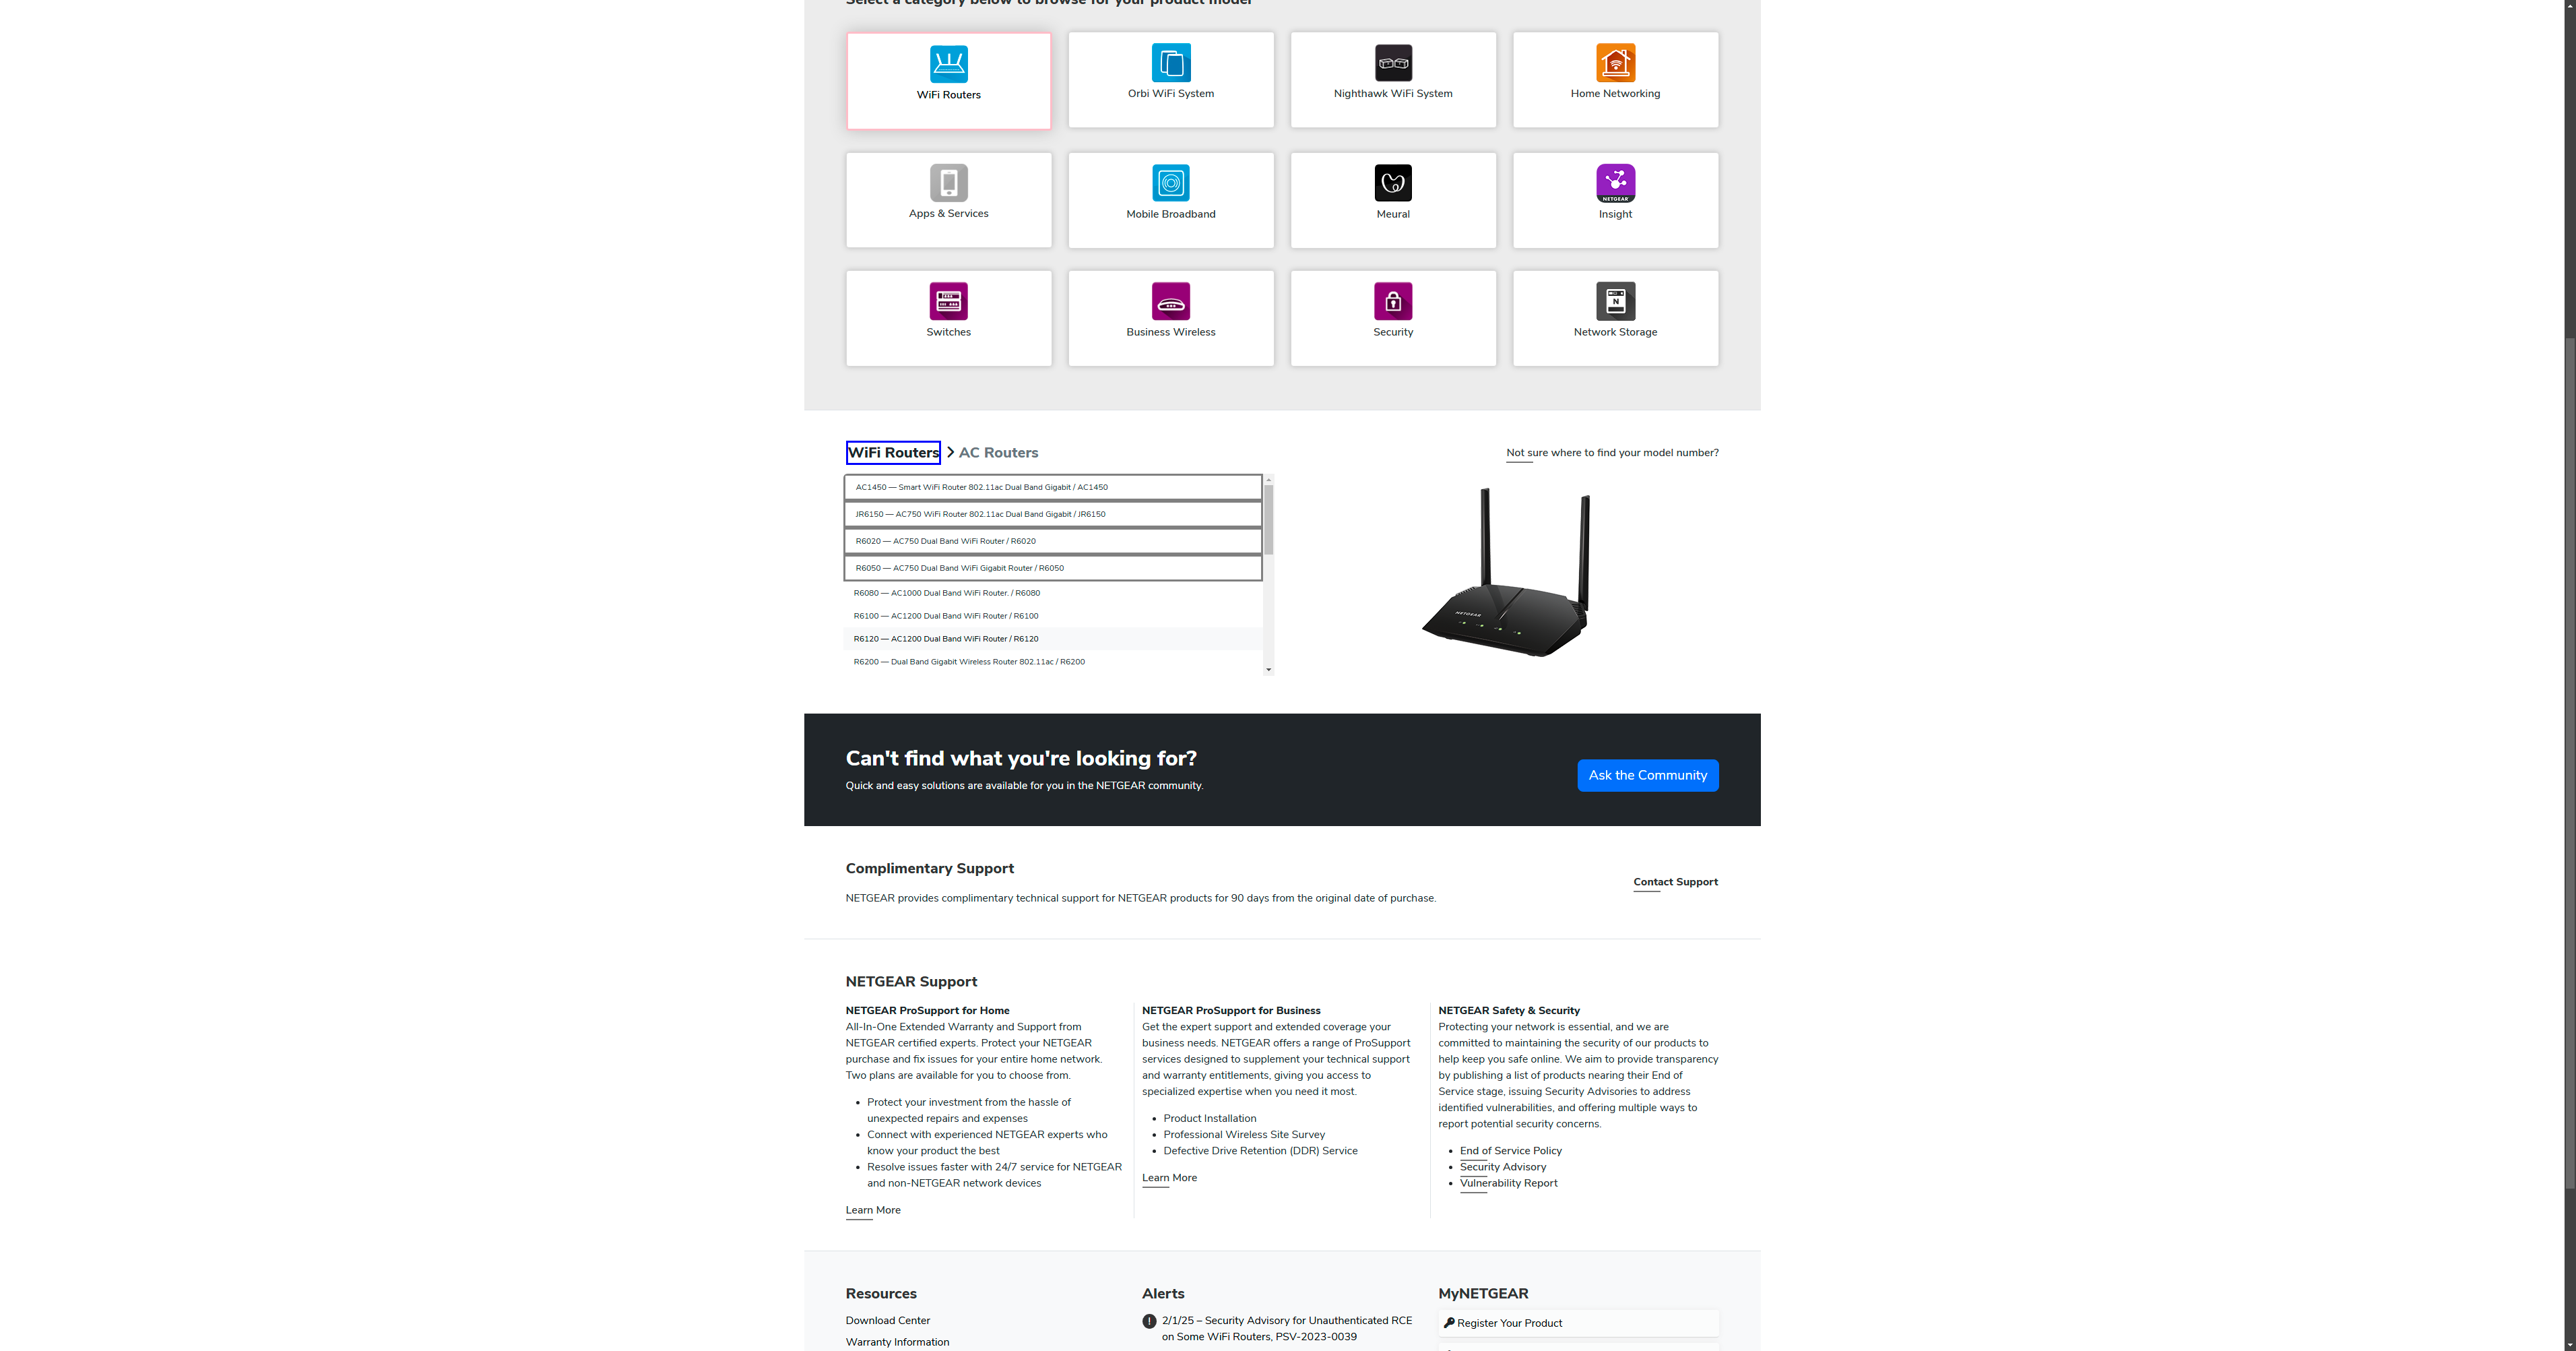 Select a category below to browse for your product model
WiFi Routers
Orbi WiFi System
Nighthawk WiFi System
Home Networking
Apps & Services
Mobile Broadband
Meural
NETGEAR
Insight
Switches
Business Wireless
Security
N
Network Storage
WiFi Routers > AC Routers
Not sure where to find your model number?
AC1450 — Smart WiFi Router 802.11ac Dual Band Gigabit / AC1450
JR6150 — AC750 WiFi Router 802.11ac Dual Band Gigabit / JR6150
R6020 — AC750 Dual Band WiFi Router / R6020
R6050 — AC750 Dual Band WiFi Gigabit Router / R6050
R6080 — AC1000 Dual Band WiFi Router. / R6080
R6100 — AC1200 Dual Band WiFi Router / R6100
R6120 — AC1200 Dual Band WiFi Router / R6120
R6200 — Dual Band Gigabit Wireless Router 802.11ac / R6200
NETGEAR
Can't find what you're looking for?
Quick and easy solutions are available for you in the NETGEAR community.
Ask the Community
Complimentary Support
NETGEAR provides complimentary technical support for NETGEAR products for 90 days from the original date of purchase.
Contact Support
NETGEAR Support
NETGEAR ProSupport for Home
All-In-One Extended Warranty and Support from
NETGEAR certified experts. Protect your NETGEAR
purchase and fix issues for your entire home network.
Two plans are available for you to choose from.
• Protect your investment from the hassle of
unexpected repairs and expenses
• Connect with experienced NETGEAR experts who
know your product the best
• Resolve issues faster with 24/7 service for NETGEAR
and non-NETGEAR network devices
Learn More
NETGEAR ProSupport for Business
Get the expert support and extended coverage your
business needs. NETGEAR offers a range of ProSupport
services designed to supplement your technical support
and warranty entitlements, giving you access to
specialized expertise when you need it most.
• Product Installation
• Professional Wireless Site Survey
• Defective Drive Retention (DDR) Service
Learn More
NETGEAR Safety & Security
Protecting your network is essential, and we are
committed to maintaining the security of our products to
help keep you safe online. We aim to provide transparency
by publishing a list of products nearing their End of
Service stage, issuing Security Advisories to address
identified vulnerabilities, and offering multiple ways to
report potential security concerns.
• End of Service Policy
• Security Advisory
• Vulnerability Report
Resources
Download Center
Warranty Information
Alerts
2/1/25 – Security Advisory for Unauthenticated RCE
on Some WiFi Routers, PSV-2023-0039
MyNETGEAR
Register Your Product